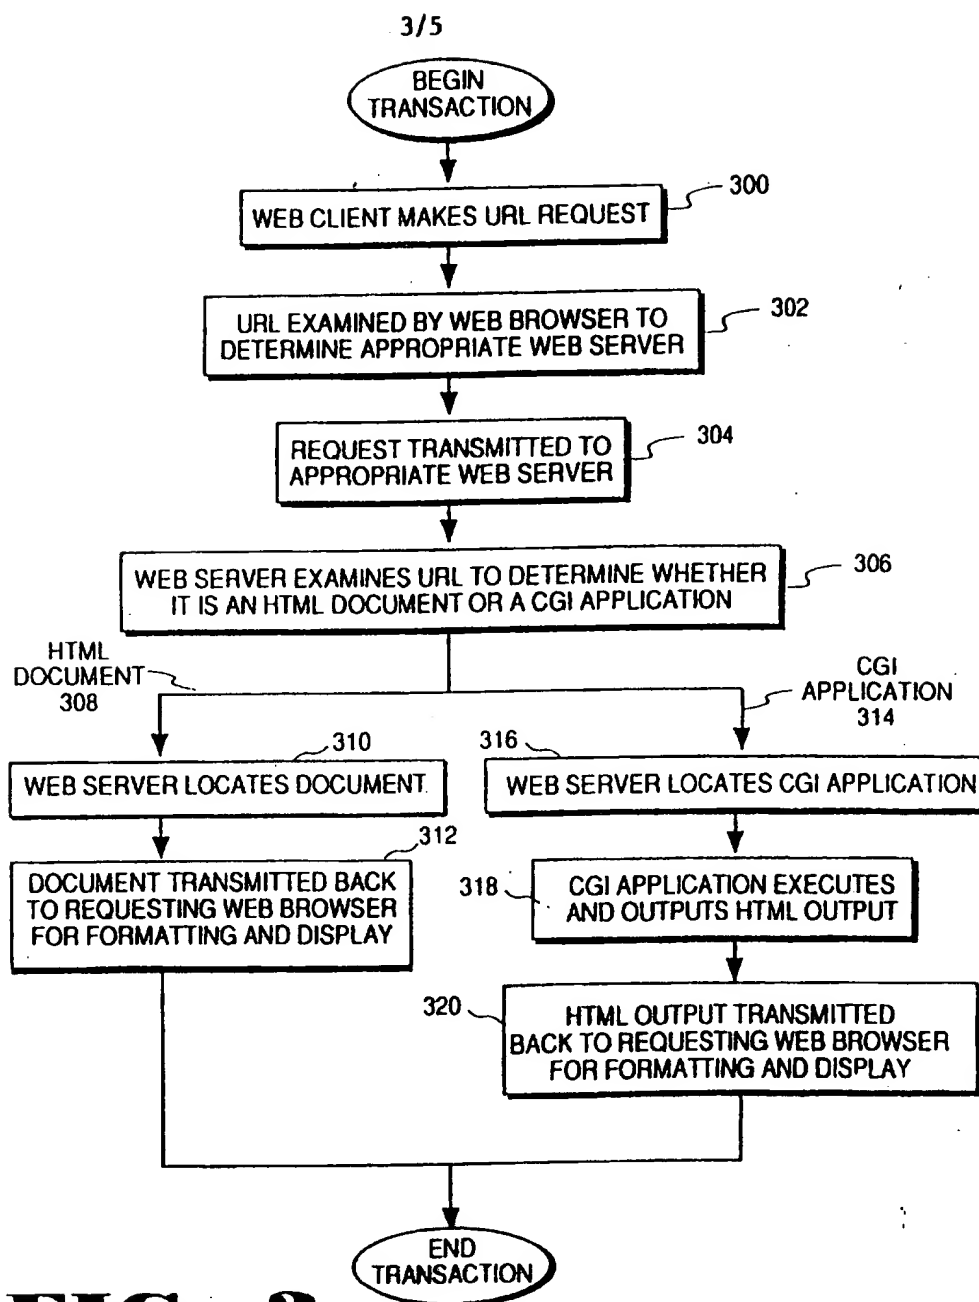 3/5
BEGIN
TRANSACTION
300
WEB CLIENT MAKES URL REQUEST
302
URL EXAMINED BY WEB BROWSER TO
DETERMINE APPROPRIATE WEB SERVER
304
REQUEST TRANSMITTED TO
APPROPRIATE WEB SERVER
306
WEB SERVER EXAMINES URL TO DETERMINE WHETHER
IT IS AN HTML DOCUMENT OR A CGI APPLICATION
HTML
DOCUMENT
308
CGI
APPLICATION
314
310
WEB SERVER LOCATES DOCUMENT
312
DOCUMENT TRANSMITTED BACK
TO REQUESTING WEB BROWSER
FOR FORMATTING AND DISPLAY
316
WEB SERVER LOCATES CGI APPLICATION
318
CGI APPLICATION EXECUTES
AND OUTPUTS HTML OUTPUT
320
HTML OUTPUT TRANSMITTED
BACK TO REQUESTING WEB BROWSER
FOR FORMATTING AND DISPLAY
END
TRANSACTION
FIG. 3